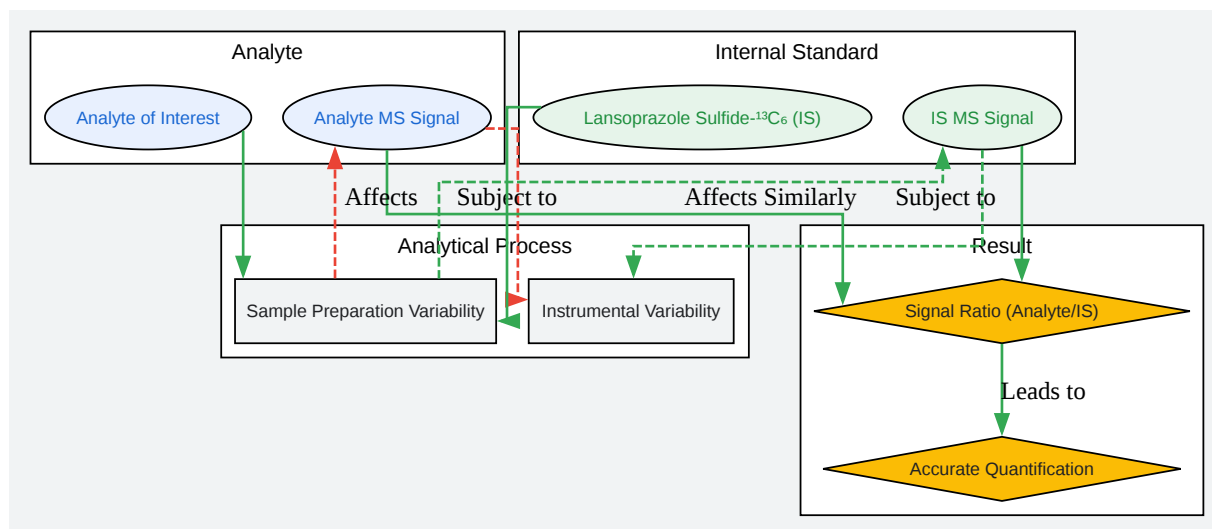 Analyte
Internal Standard
Analyte of Interest
Analyte MS Signal
Lansoprazole Sulfide-¹³C₆ (IS)
IS MS Signal
Affects
Subject to
Affects Similarly
Subject to
Analytical Process
Result
Sample Preparation Variability
Instrumental Variability
Signal Ratio (Analyte/IS)
Leads to
Accurate Quantification